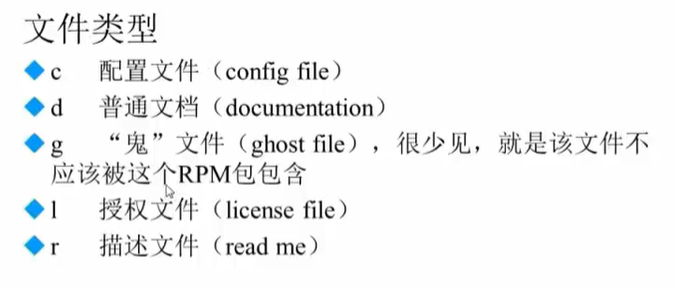 文件类型
c 配置文件（config file）
d 普通文档（documentation）
g “鬼”文件（ghost file），很少见，就是该文件不
应该被这个RPM包包含
l 授权文件（license file）
r 描述文件（read me）